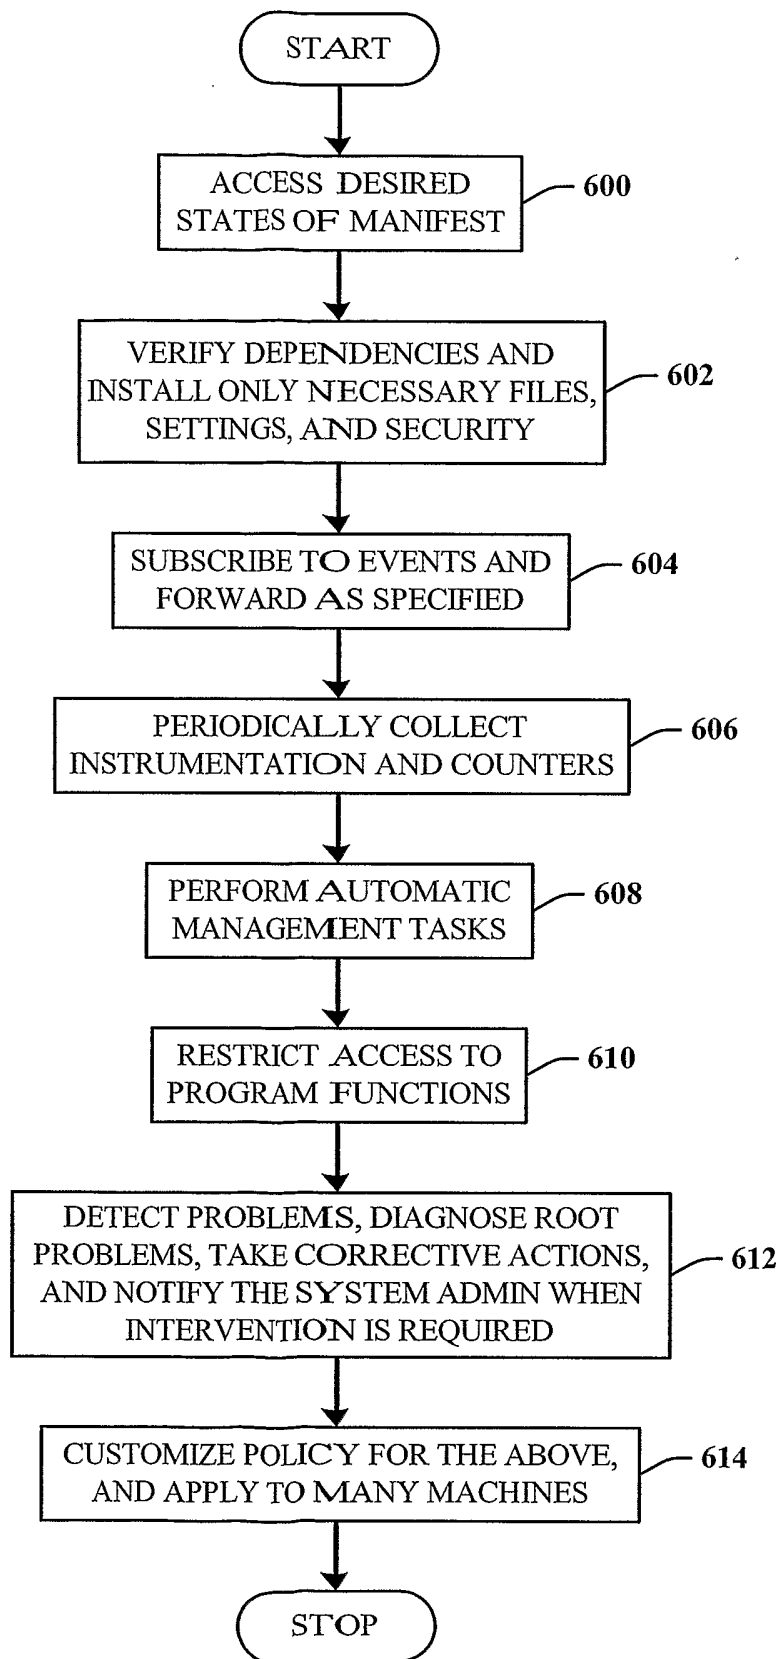 START
ACCESS DESIRED
STATES OF MANIFEST
600
VERIFY DEPENDENCIES AND
INSTALL ONLY NECESSARY FILES,
SETTINGS, AND SECURITY
602
SUBSCRIBE TO EVENTS AND
FORWARD AS SPECIFIED
604
PERIODICALLY COLLECT
INSTRUMENTATION AND COUNTERS
606
PERFORM AUTOMATIC
MANAGEMENT TASKS
608
RESTRICT ACCESS TO
PROGRAM FUNCTIONS
610
DETECT PROBLEMS, DIAGNOSE ROOT
PROBLEMS, TAKE CORRECTIVE ACTIONS,
AND NOTIFY THE SYSTEM ADMIN WHEN
INTERVENTION IS REQUIRED
612
CUSTOMIZE POLICY FOR THE ABOVE,
AND APPLY TO MANY MACHINES
614
STOP